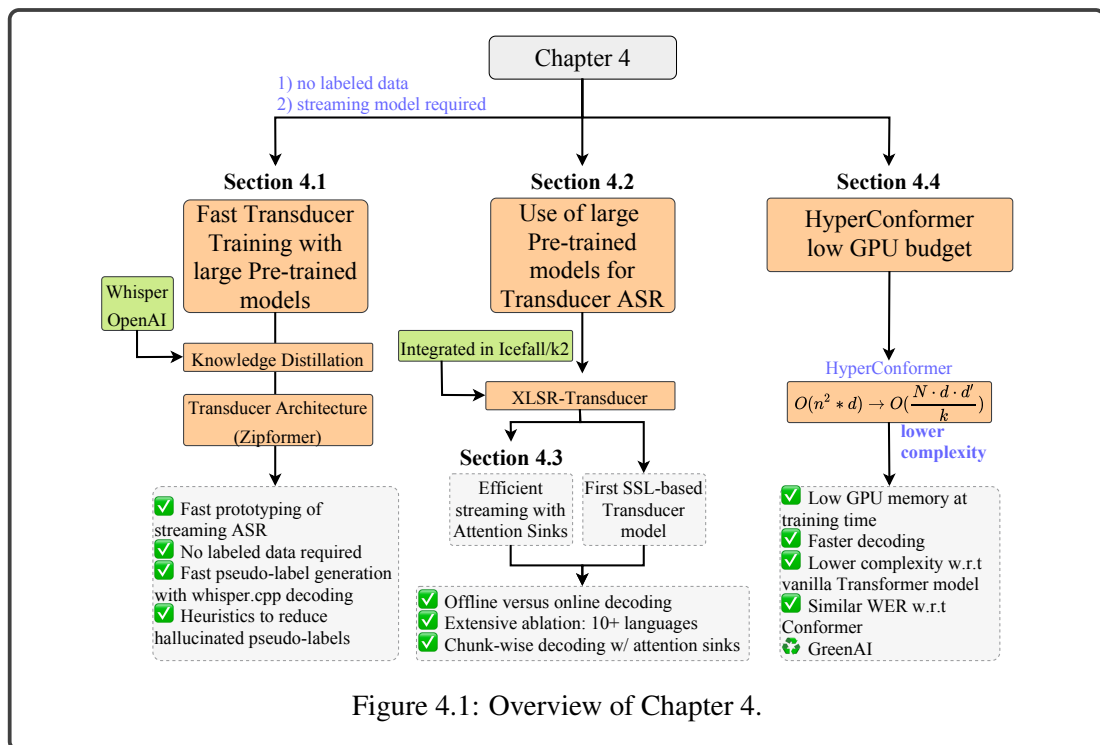 Chapter 4
1) no labeled data
2) streaming model required
Section 4.1
Fast Transducer
Training with
large Pre-trained
models
Whisper
OpenAI
Knowledge Distillation
Transducer Architecture
(Zipformer)
✅ Fast prototyping of
streaming ASR
✅ No labeled data required
✅ Fast pseudo-label generation
with whisper.cpp decoding
✅ Heuristics to reduce
hallucinated pseudo-labels
Section 4.2
Use of large
Pre-trained
models for
Transducer ASR
Integrated in Icefall/k2
XLSR-Transducer
Section 4.3
Efficient
streaming with
Attention Sinks
First SSL-based
Transducer
model
✅ Offline versus online decoding
✅ Extensive ablation: 10+ languages
✅ Chunk-wise decoding w/ attention sinks
Section 4.4
HyperConformer
low GPU budget
HyperConformer
O(n² * d) → O(N · d · d′ / k)
lower
complexity
✅ Low GPU memory at
training time
✅ Faster decoding
✅ Lower complexity w.r.t
vanilla Transformer model
✅ Similar WER w.r.t
Conformer
♻ GreenAI
Figure 4.1: Overview of Chapter 4.